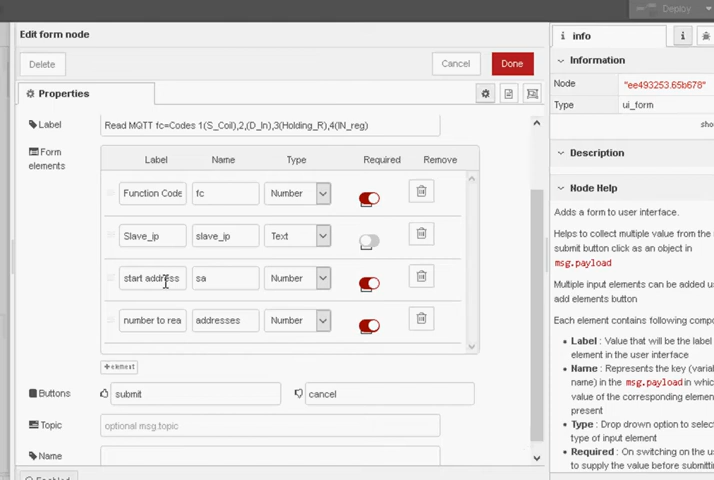 Deploy
Edit form node
Delete
Cancel
Done
Properties
Label
Read MQTT fc=Codes 1(S_Coil),2,(D_In),3(Holding_R),4(IN_reg)
Form
elements
Label Name Type Required Remove
Function Code fc Number
Slave_ip slave_ip Text
start address sa Number
number to rea addresses Number
+element
Buttons submit cancel
Topic optional msg.topic
Name
Enabled
i info i
Information
Node "ee493253.65b678"
Type ui_form
Description
Node Help
Adds a form to user interface.
Helps to collect multiple value from the
submit button click as an object in
msg.payload
Multiple input elements can be added u
add elements button
Each element contains following compo
Label : Value that will be the label
element in the user interface
Name : Represents the key (varia
name) in the msg.payload in whic
value of the corresponding elemen
present
Type : Drop drown option to selec
type of input element
Required : On switching on the us
to supply the value before submittin